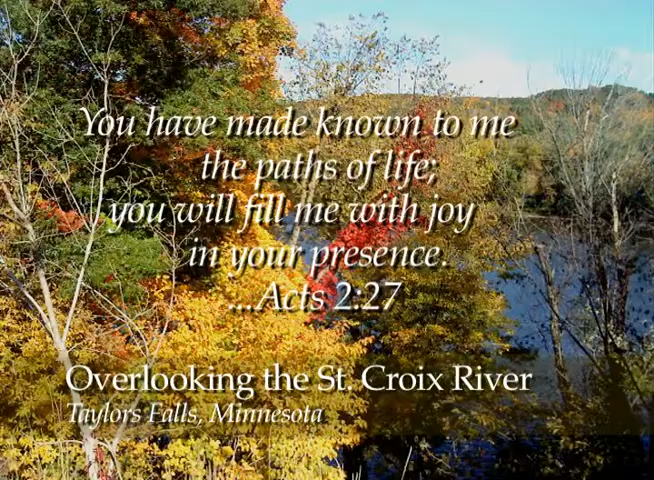 You have made known to me
the paths of life;
you will fill me with joy
in your presence.
...Acts 2:27
Overlooking the St. Croix River
Taylors Falls, Minnesota